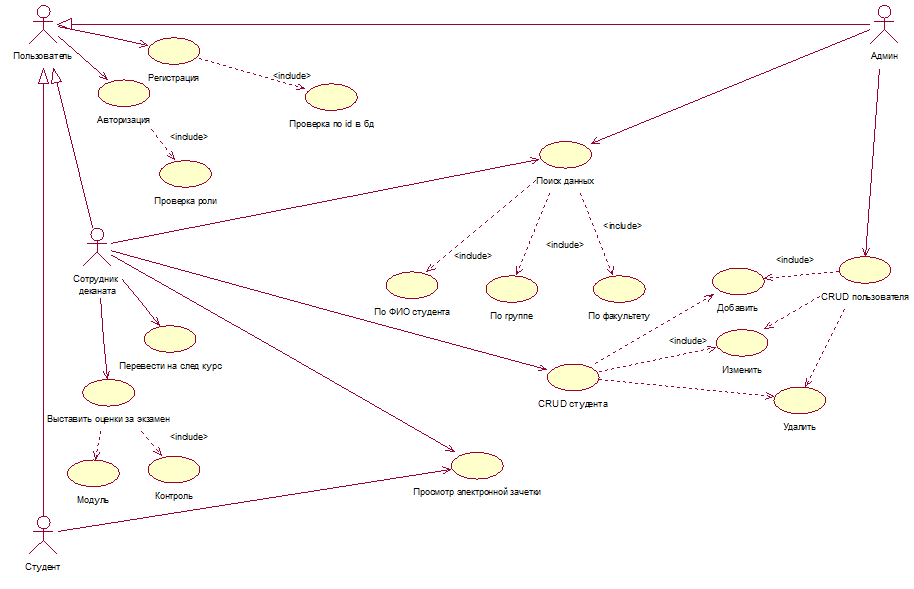 Пользователь
Админ
Регистрация
<include>
Авторизация
Проверка по id в бд
<include>
Проверка роли
Поиск данных
<include>
<include>
<include>
<include>
Сотрудник
деканата
По ФИО студента
По группе
По факультету
Добавить
CRUD пользователя
<include>
Перевести на след курс
Изменить
CRUD студента
Удалить
Выставить оценки за экзамен
<include>
Модуль
Контроль
Просмотр электронной зачетки
Студент